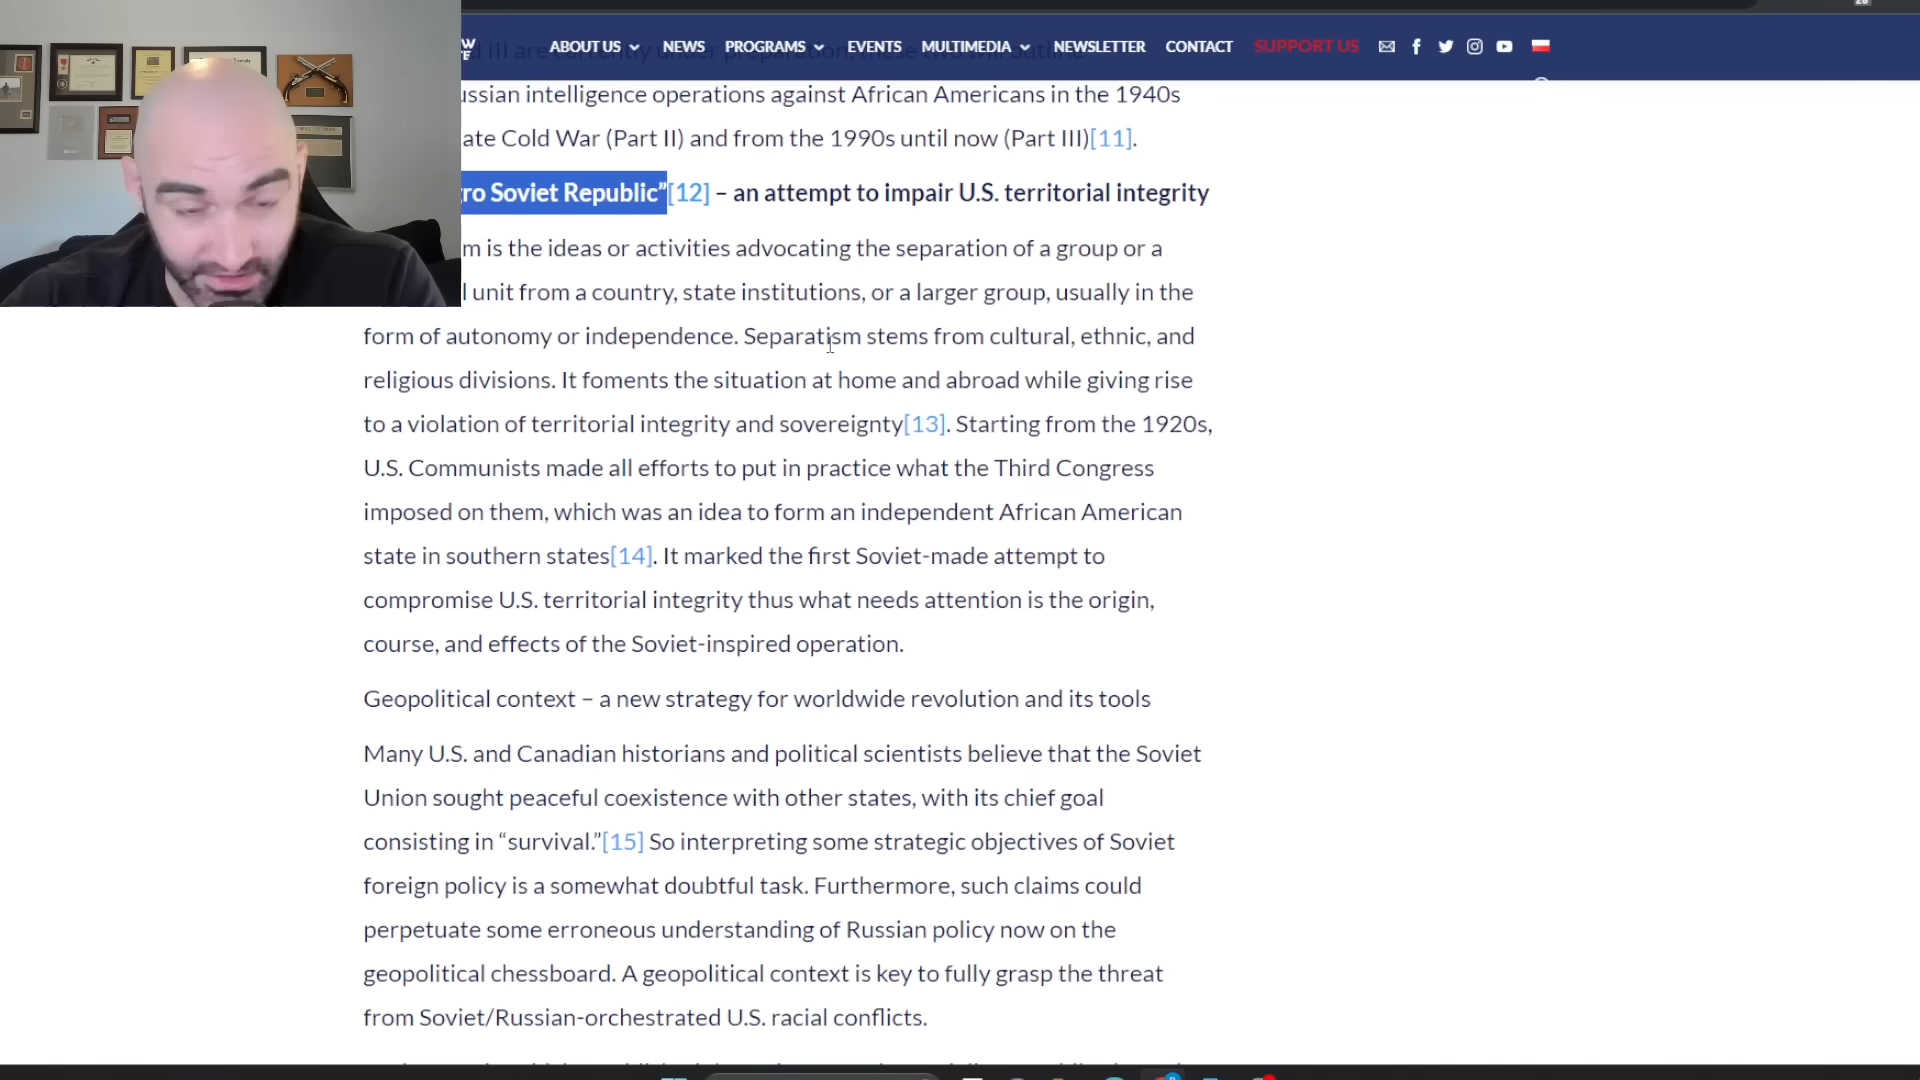 ABOUT US NEWS PROGRAMS EVENTS MULTIMEDIA NEWSLETTER CONTACT SUPPORT US
ussian intelligence operations against African Americans in the 1940s
ate Cold War (Part II) and from the 1990s until now (Part III)[11].
ro Soviet Republic”[12] – an attempt to impair U.S. territorial integrity
m is the ideas or activities advocating the separation of a group or a
l unit from a country, state institutions, or a larger group, usually in the
form of autonomy or independence. Separatism stems from cultural, ethnic, and
religious divisions. It foments the situation at home and abroad while giving rise
to a violation of territorial integrity and sovereignty[13]. Starting from the 1920s,
U.S. Communists made all efforts to put in practice what the Third Congress
imposed on them, which was an idea to form an independent African American
state in southern states[14]. It marked the first Soviet-made attempt to
compromise U.S. territorial integrity thus what needs attention is the origin,
course, and effects of the Soviet-inspired operation.
Geopolitical context – a new strategy for worldwide revolution and its tools
Many U.S. and Canadian historians and political scientists believe that the Soviet
Union sought peaceful coexistence with other states, with its chief goal
consisting in “survival.”[15] So interpreting some strategic objectives of Soviet
foreign policy is a somewhat doubtful task. Furthermore, such claims could
perpetuate some erroneous understanding of Russian policy now on the
geopolitical chessboard. A geopolitical context is key to fully grasp the threat
from Soviet/Russian-orchestrated U.S. racial conflicts.